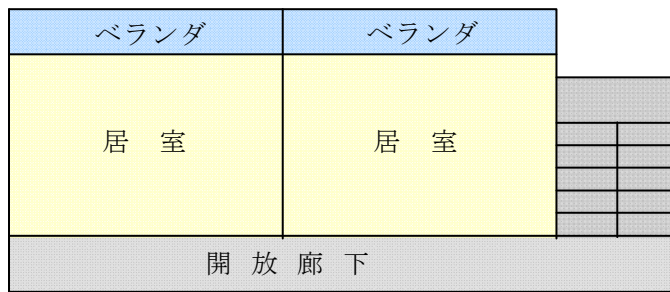 ベランダ ベランダ
居 室 居 室
開 放 廊 下